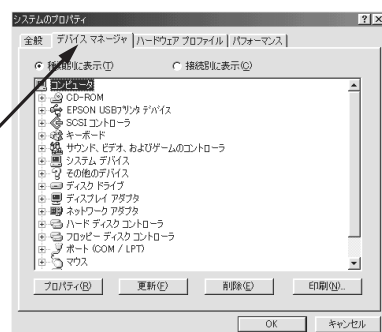 システムのプロパティ
全般 デバイス マネージャ ハードウェア プロファイル パフォーマンス
種類別に表示(T) 接続別に表示(C)
コンピュータ
CD-ROM
EPSON USBプリンタ デバイス
SCSI コントローラ
キーボード
サウンド、ビデオ、およびゲームのコントローラ
システム デバイス
その他のデバイス
ディスク ドライブ
ディスプレイ アダプタ
ネットワーク アダプタ
ハード ディスク コントローラ
フロッピー ディスク コントローラ
ポート (COM / LPT)
マウス
プロパティ(R) 更新(F) 削除(E) 印刷(N)...
OK キャンセル